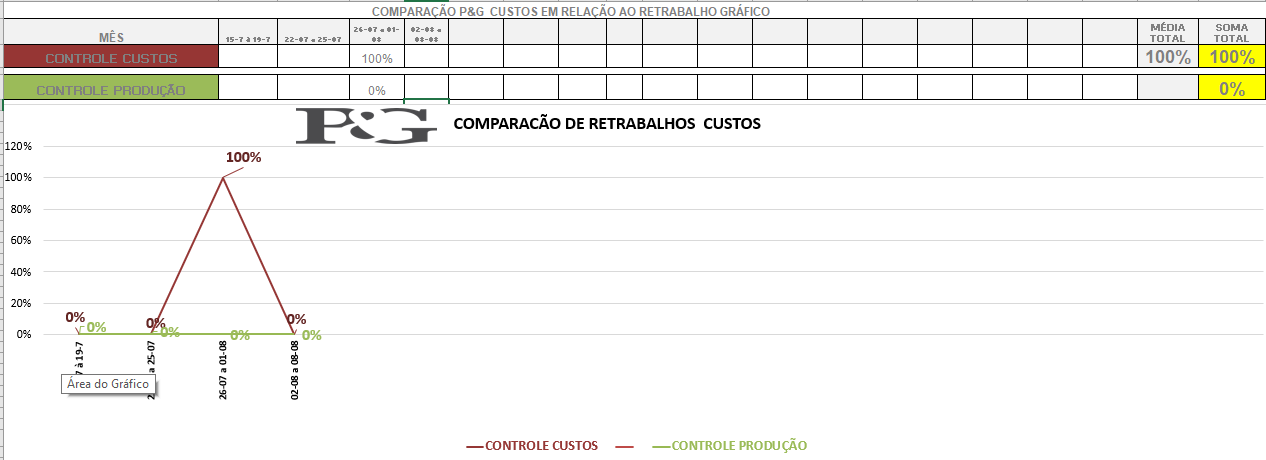 COMPARAÇÃO P&G CUSTOS EM RELAÇÃO AO RETRABALHO GRÁFICO
MÊS 15-7 à 19-7 22-07 a 25-07 26-07 a 01-08 02-08 a 08-08 MÉDIA TOTAL SOMA TOTAL
CONTROLE CUSTOS 100% 100% 100%
CONTROLE PRODUÇÃO 0% 0%
P&G COMPARACÃO DE RETRABALHOS CUSTOS
120%
100%
80%
60%
40%
20%
0%
100%
0% 0% 0% 0% 0% 0% 0%
7 à 19-7
a 25-07
26-07 a 01-08
02-08 a 08-08
Área do Gráfico
CONTROLE CUSTOS CONTROLE PRODUÇÃO